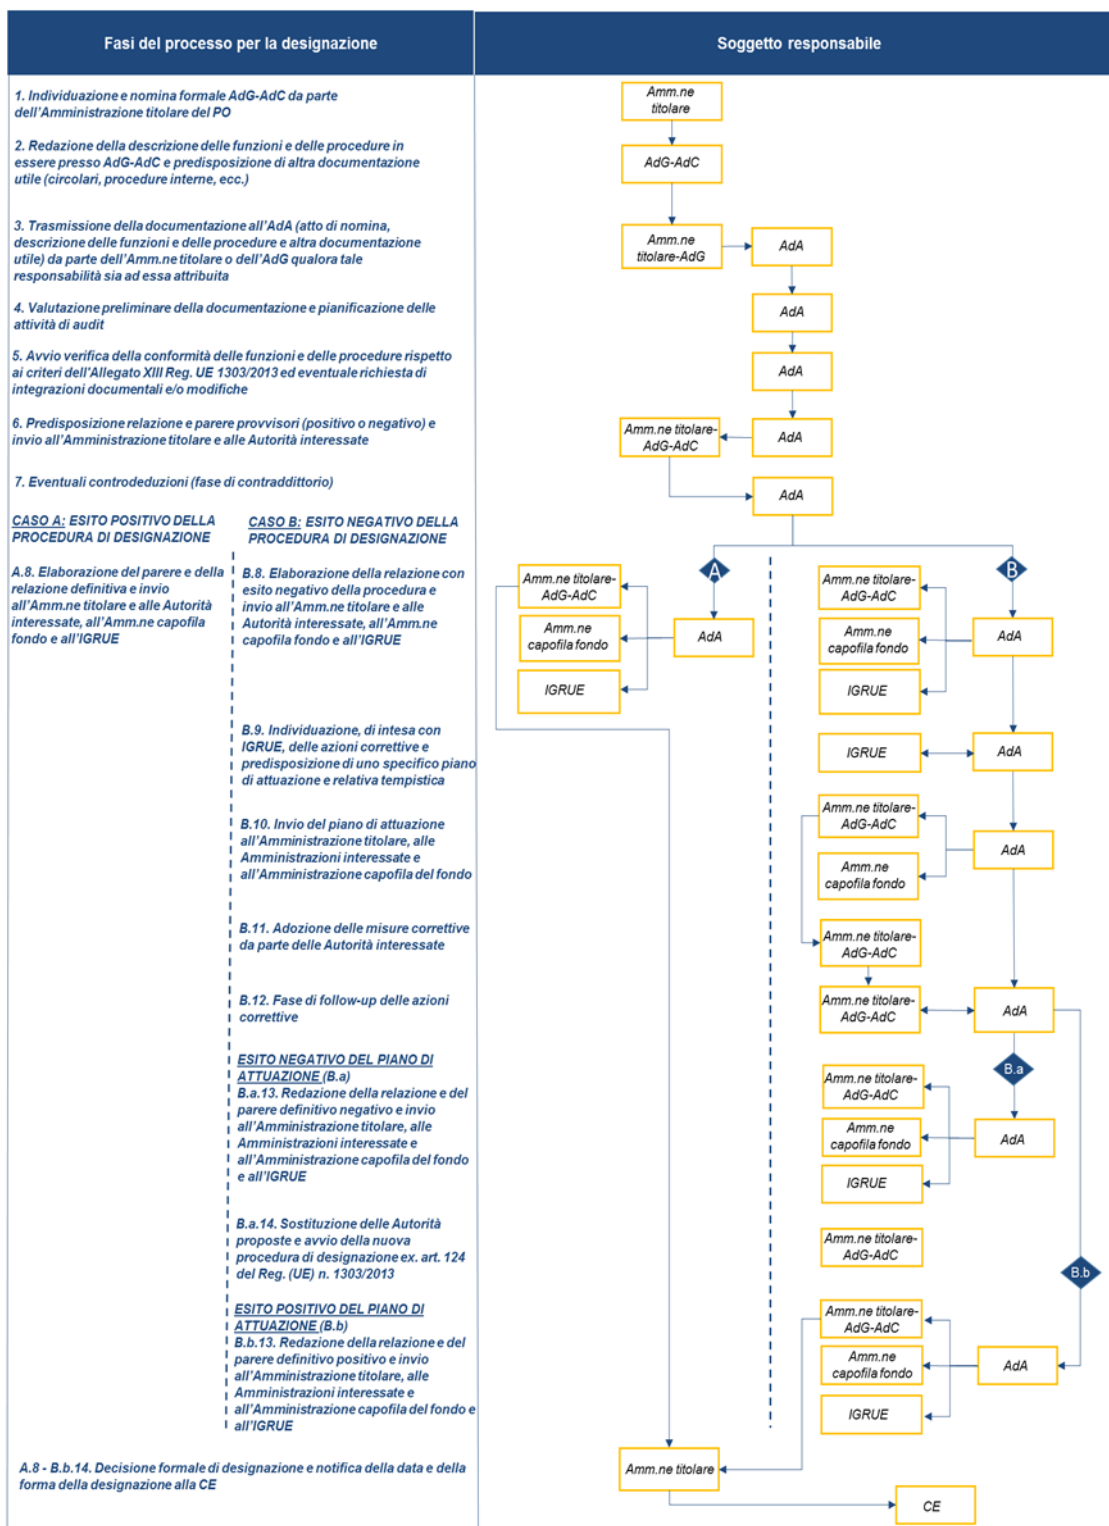 Fasi del processo per la designazione
Soggetto responsabile
1. Individuazione e nomina formale AdG-AdC da parte
dell'Amministrazione titolare del PO
Amm.ne
titolare
2. Redazione della descrizione delle funzioni e delle procedure in
essere presso AdG-AdC e predisposizione di altra documentazione
utile (circolari, procedure interne, ecc.)
AdG-AdC
3. Trasmissione della documentazione all'AdA (atto di nomina,
descrizione delle funzioni e delle procedure e altra documentazione
utile) da parte dell'Amm.ne titolare o dell'AdG qualora tale
responsabilità sia ad essa attribuita
Amm.ne
titolare-AdG
AdA
4. Valutazione preliminare della documentazione e pianificazione delle
attività di audit
AdA
5. Avvio verifica della conformità delle funzioni e delle procedure rispetto
ai criteri dell'Allegato XIII Reg. UE 1303/2013 ed eventuale richiesta di
integrazioni documentali e/o modifiche
AdA
6. Predisposizione relazione e parere provvisori (positivo o negativo) e
invio all'Amministrazione titolare e alle Autorità interessate
Amm.ne titolare-
AdG-AdC
AdA
7. Eventuali controdeduzioni (fase di contraddittorio)
AdA
CASO A: ESITO POSITIVO DELLA
PROCEDURA DI DESIGNAZIONE
A.8. Elaborazione del parere e della
relazione definitiva e invio
all'Amm.ne titolare e alle Autorità
interessate, all'Amm.ne capofila
fondo e all'IGRUE
CASO B: ESITO NEGATIVO DELLA
PROCEDURA DI DESIGNAZIONE
B.8. Elaborazione della relazione con
esito negativo della procedura e
invio all'Amm.ne titolare e alle
Autorità interessate, all'Amm.ne
capofila fondo e all'IGRUE
A
Amm.ne titolare-
AdG-AdC
Amm.ne
capofila fondo
AdA
IGRUE
B
Amm.ne titolare-
AdG-AdC
Amm.ne
capofila fondo
AdA
IGRUE
B.9. Individuazione, di intesa con
IGRUE, delle azioni correttive e
predisposizione di uno specifico piano
di attuazione e relativa tempistica
IGRUE
AdA
B.10. Invio del piano di attuazione
all'Amministrazione titolare, alle
Amministrazioni interessate e
all'Amministrazione capofila del fondo
Amm.ne titolare-
AdG-AdC
AdA
Amm.ne
capofila fondo
B.11. Adozione delle misure correttive
da parte delle Autorità interessate
Amm.ne titolare-
AdG-AdC
B.12. Fase di follow-up delle azioni
correttive
Amm.ne titolare-
AdG-AdC
AdA
ESITO NEGATIVO DEL PIANO DI
ATTUAZIONE (B.a)
B.a.13. Redazione della relazione e del
parere definitivo negativo e invio
all'Amministrazione titolare, alle
Amministrazioni interessate e
all'Amministrazione capofila del fondo
e all'IGRUE
B.a
Amm.ne titolare-
AdG-AdC
Amm.ne
capofila fondo
AdA
IGRUE
B.a.14. Sostituzione delle Autorità
proposte e avvio della nuova
procedura di designazione ex. art. 124
del Reg. (UE) n. 1303/2013
Amm.ne titolare-
AdG-AdC
B.b
ESITO POSITIVO DEL PIANO DI
ATTUAZIONE (B.b)
B.b.13. Redazione della relazione e del
parere definitivo positivo e invio
all'Amministrazione titolare, alle
Amministrazioni interessate e
all'Amministrazione capofila del fondo e
all'IGRUE
Amm.ne titolare-
AdG-AdC
Amm.ne
capofila fondo
AdA
IGRUE
A.8 - B.b.14. Decisione formale di designazione e notifica della data e della
forma della designazione alla CE
Amm.ne titolare
CE